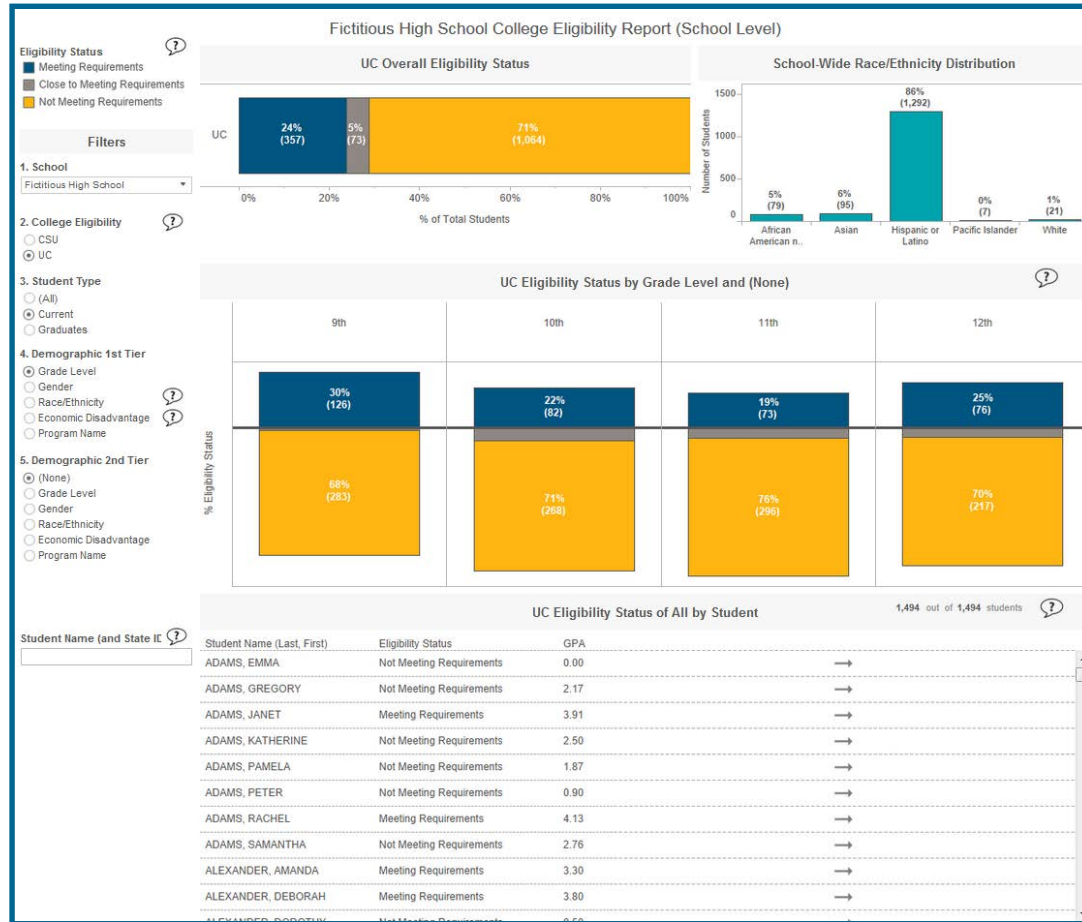 Fictitious High School College Eligibility Report (School Level)
Eligibility Status ?
Meeting Requirements
Close to Meeting Requirements
Not Meeting Requirements
Filters
1. School
Fictitious High School
2. College Eligibility ?
CSU
UC
3. Student Type
(All)
Current
Graduates
4. Demographic 1st Tier
Grade Level
Gender
Race/Ethnicity ?
Economic Disadvantage ?
Program Name
5. Demographic 2nd Tier
(None)
Grade Level
Gender
Race/Ethnicity
Economic Disadvantage
Program Name
Student Name (and State ID ?
UC Overall Eligibility Status
UC
24%
(357)
5%
(73)
71%
(1,064)
0% 20% 40% 60% 80% 100%
% of Total Students
School-Wide Race/Ethnicity Distribution
Number of Students
1500
1000
500
0
5%
(79)
6%
(95)
86%
(1,292)
0%
(7)
1%
(21)
African
American n..
Asian
Hispanic or
Latino
Pacific Islander
White
UC Eligibility Status by Grade Level and (None) ?
9th 10th 11th 12th
% Eligibility Status
30%
(126)
22%
(82)
19%
(73)
25%
(76)
68%
(283)
71%
(268)
76%
(296)
70%
(217)
UC Eligibility Status of All by Student 1,494 out of 1,494 students ?
Student Name (Last, First) Eligibility Status GPA
ADAMS, EMMA Not Meeting Requirements 0.00 →
ADAMS, GREGORY Not Meeting Requirements 2.17 →
ADAMS, JANET Meeting Requirements 3.91 →
ADAMS, KATHERINE Not Meeting Requirements 2.50 →
ADAMS, PAMELA Not Meeting Requirements 1.87 →
ADAMS, PETER Not Meeting Requirements 0.90 →
ADAMS, RACHEL Meeting Requirements 4.13 →
ADAMS, SAMANTHA Not Meeting Requirements 2.76 →
ALEXANDER, AMANDA Meeting Requirements 3.30 →
ALEXANDER, DEBORAH Meeting Requirements 3.80 →
ALEXANDER, DOROTHY Not Meeting Requirements